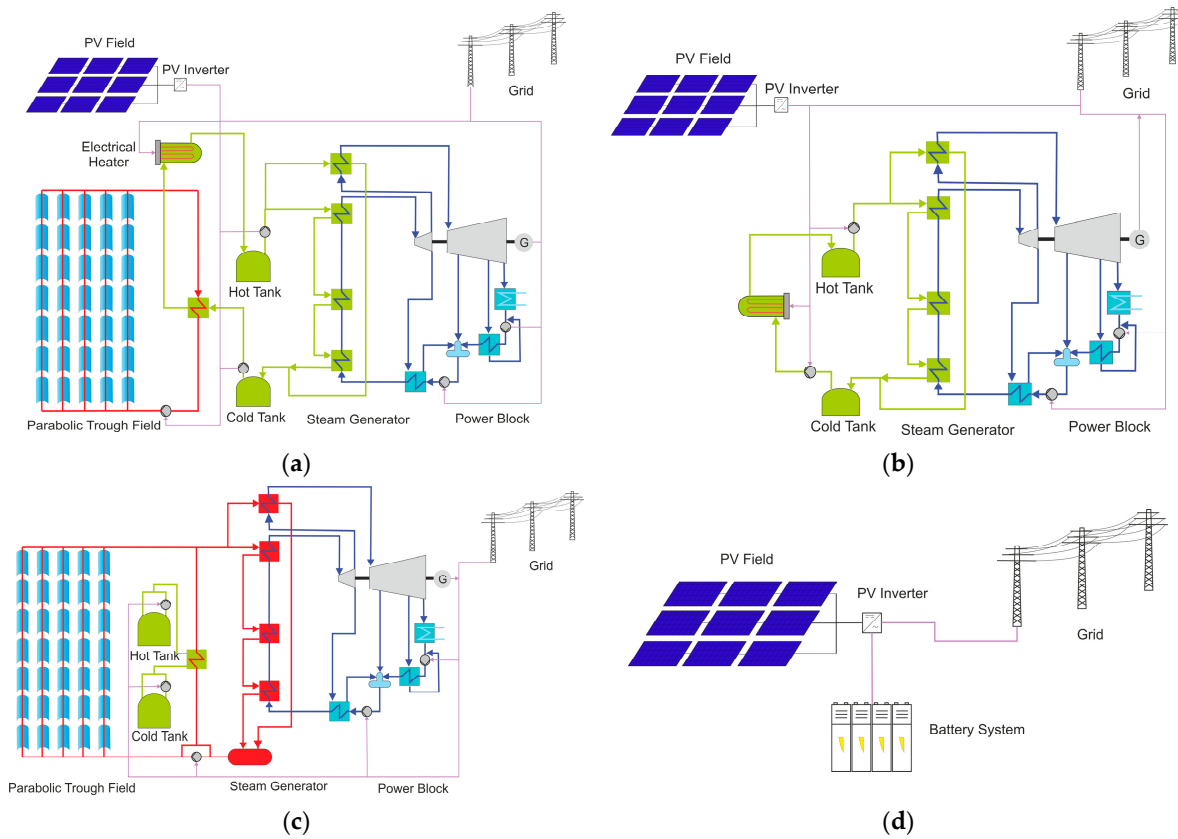 PV Field
PV Inverter
Grid
Electrical
Heater
G
Hot Tank
Cold Tank
Steam Generator
Power Block
Parabolic Trough Field
(a)
PV Field
PV Inverter
Grid
G
Hot Tank
Cold Tank
Steam Generator
Power Block
(b)
Grid
G
Hot Tank
Cold Tank
Parabolic Trough Field
Steam Generator
Power Block
(c)
PV Field
PV Inverter
Grid
Battery System
(d)